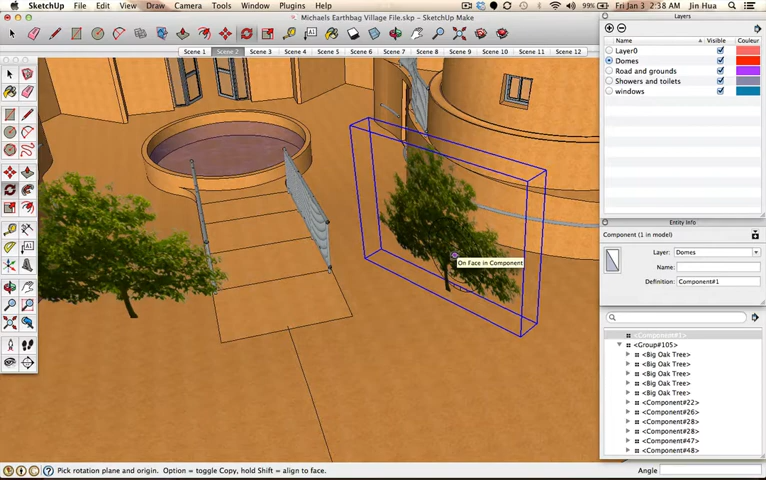 SketchUp File Edit View Draw Camera Tools Window Plugins Help 99% Fri Jan 3 2:38 AM Jin Hua
Michaels Earthbag Village File.skp - SketchUp Make
Scene 1 Scene 2 Scene 3 Scene 4 Scene 5 Scene 6 Scene 7 Scene 8 Scene 9 Scene 10 Scene 11 Scene 12
Layers
Name Visible Couleur
Layer0
Domes
Road and grounds
Showers and toilets
windows
Entity Info
Component (1 in model)
Layer: Domes
Name:
Definition: Component#1
On Face in Component
<Component#1>
<Group#105>
<Big Oak Tree>
<Big Oak Tree>
<Big Oak Tree>
<Big Oak Tree>
<Big Oak Tree>
<Component#22>
<Component#26>
<Component#28>
<Component#28>
<Component#47>
<Component#48>
Pick rotation plane and origin. Option = toggle Copy, hold Shift = align to face.
Angle